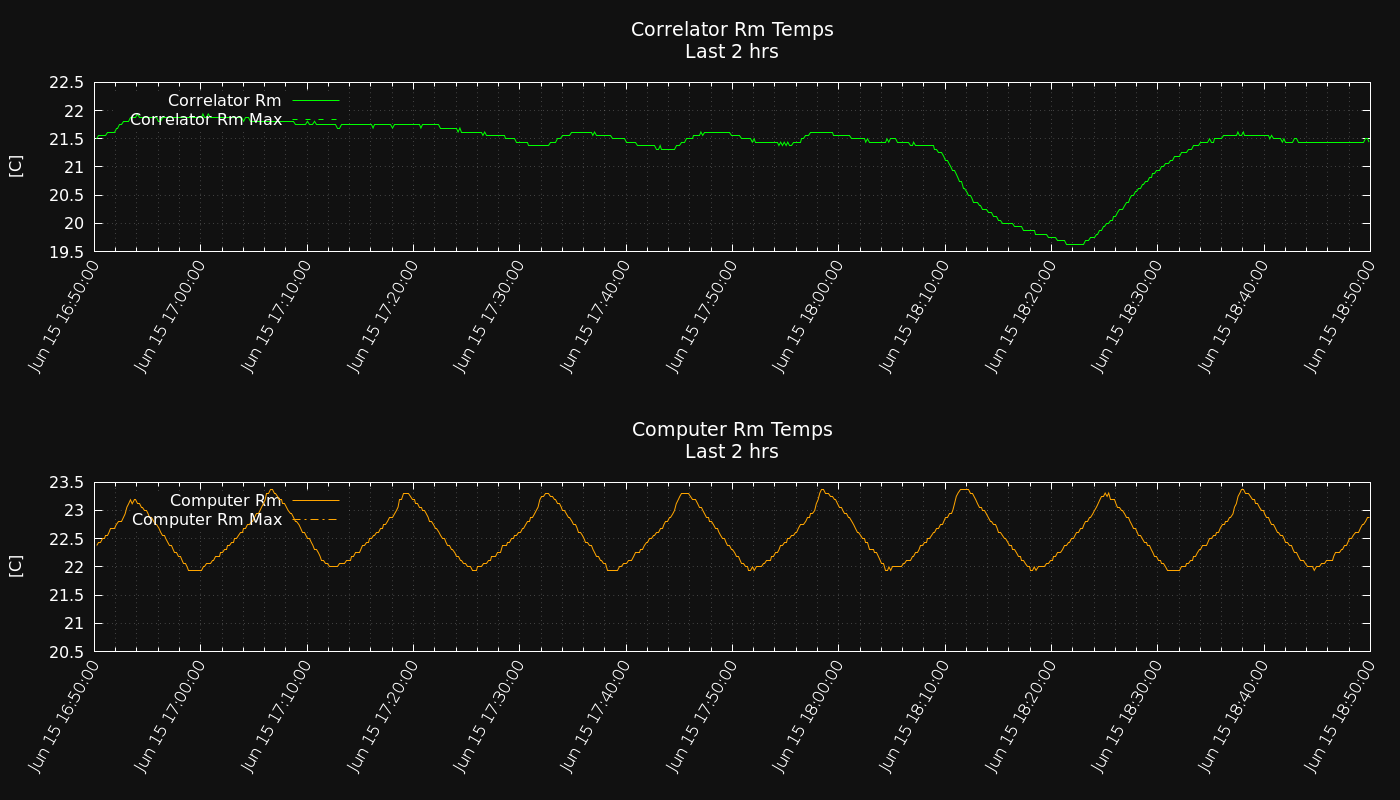 Correlator Rm Temps
Last 2 hrs
22.5
22
21.5
21
20.5
20
19.5
[C]
Correlator Rm
Correlator Rm Max
Jun 15 16:50:00
Jun 15 17:00:00
Jun 15 17:10:00
Jun 15 17:20:00
Jun 15 17:30:00
Jun 15 17:40:00
Jun 15 17:50:00
Jun 15 18:00:00
Jun 15 18:10:00
Jun 15 18:20:00
Jun 15 18:30:00
Jun 15 18:40:00
Jun 15 18:50:00
Computer Rm Temps
Last 2 hrs
23.5
23
22.5
22
21.5
21
20.5
[C]
Computer Rm
Computer Rm Max
Jun 15 16:50:00
Jun 15 17:00:00
Jun 15 17:10:00
Jun 15 17:20:00
Jun 15 17:30:00
Jun 15 17:40:00
Jun 15 17:50:00
Jun 15 18:00:00
Jun 15 18:10:00
Jun 15 18:20:00
Jun 15 18:30:00
Jun 15 18:40:00
Jun 15 18:50:00